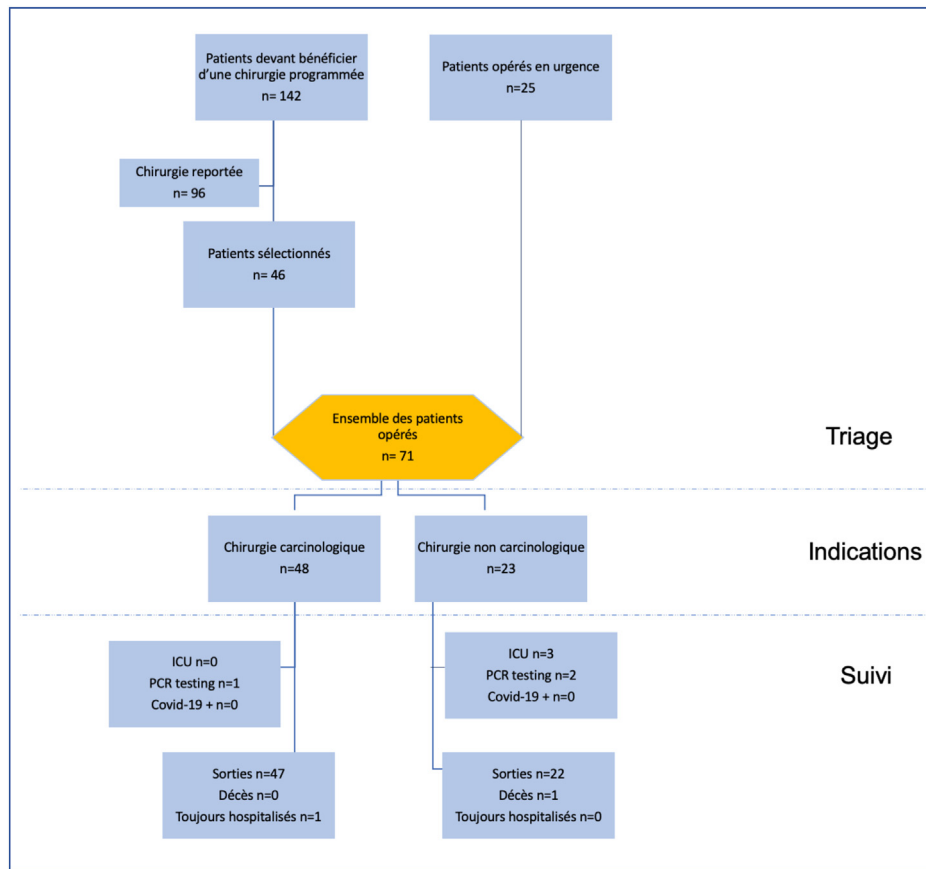 Patients devant bénéficier
d'une chirurgie programmée
n= 142
Patients opérés en urgence
n=25
Chirurgie reportée
n= 96
Patients sélectionnés
n= 46
Ensemble des patients
opérés
n= 71
Triage
Chirurgie carcinologique
n=48
Chirurgie non carcinologique
n=23
Indications
ICU n=0
PCR testing n=1
Covid-19 + n=0
ICU n=3
PCR testing n=2
Covid-19 + n=0
Suivi
Sorties n=47
Décès n=0
Toujours hospitalisés n=1
Sorties n=22
Décès n=1
Toujours hospitalisés n=0